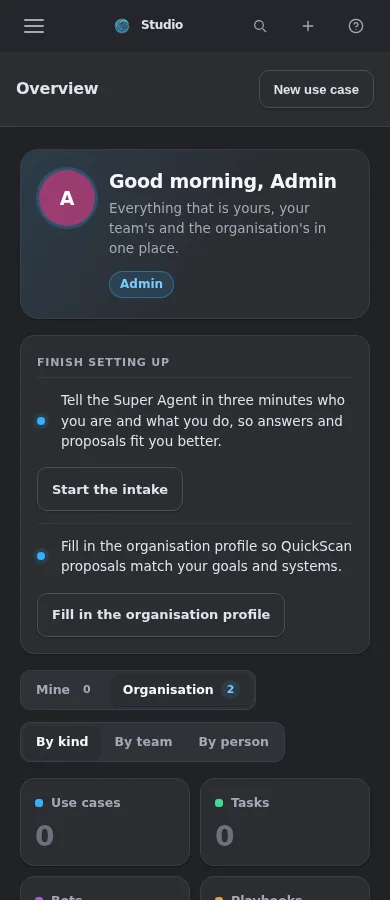 Studio
Overview
New use case
A
Good morning, Admin
Everything that is yours, your
team's and the organisation's in
one place.
Admin
FINISH SETTING UP
Tell the Super Agent in three minutes who
you are and what you do, so answers and
proposals fit you better.
Start the intake
Fill in the organisation profile so QuickScan
proposals match your goals and systems.
Fill in the organisation profile
Mine 0 Organisation 2
By kind By team By person
Use cases Tasks
0 0
Bots Playbooks